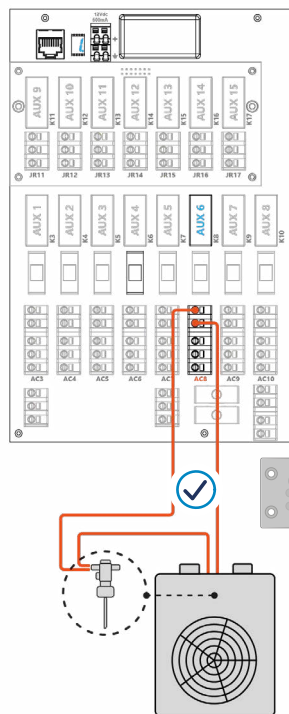 12Vdc
500mA
+
AUX 9 K11 AUX 10 K12 AUX 11 K13 AUX 12 K14 AUX 13 K15 AUX 14 K16 AUX 15 K17
JR11 JR12 JR13 JR14 JR15 JR16 JR17
AUX 1 K3 AUX 2 K4 AUX 3 K5 AUX 4 K6 AUX 5 K7 AUX 6 K8 AUX 7 K9 AUX 8 K10
AC3 AC4 AC5 AC6 AC7 AC8 AC9 AC10